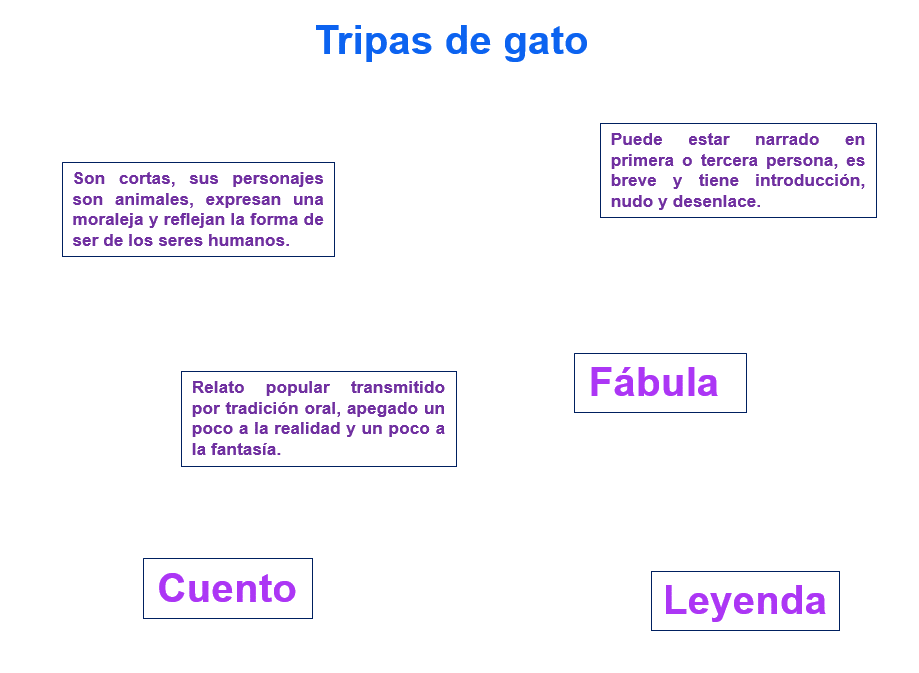 Tripas de gato
Puede estar narrado en
primera o tercera persona, es
breve y tiene introducción,
nudo y desenlace.
Son cortas, sus personajes
son animales, expresan una
moraleja y reflejan la forma de
ser de los seres humanos.
Fábula
Relato popular transmitido
por tradición oral, apegado un
poco a la realidad y un poco a
la fantasía.
Cuento
Leyenda